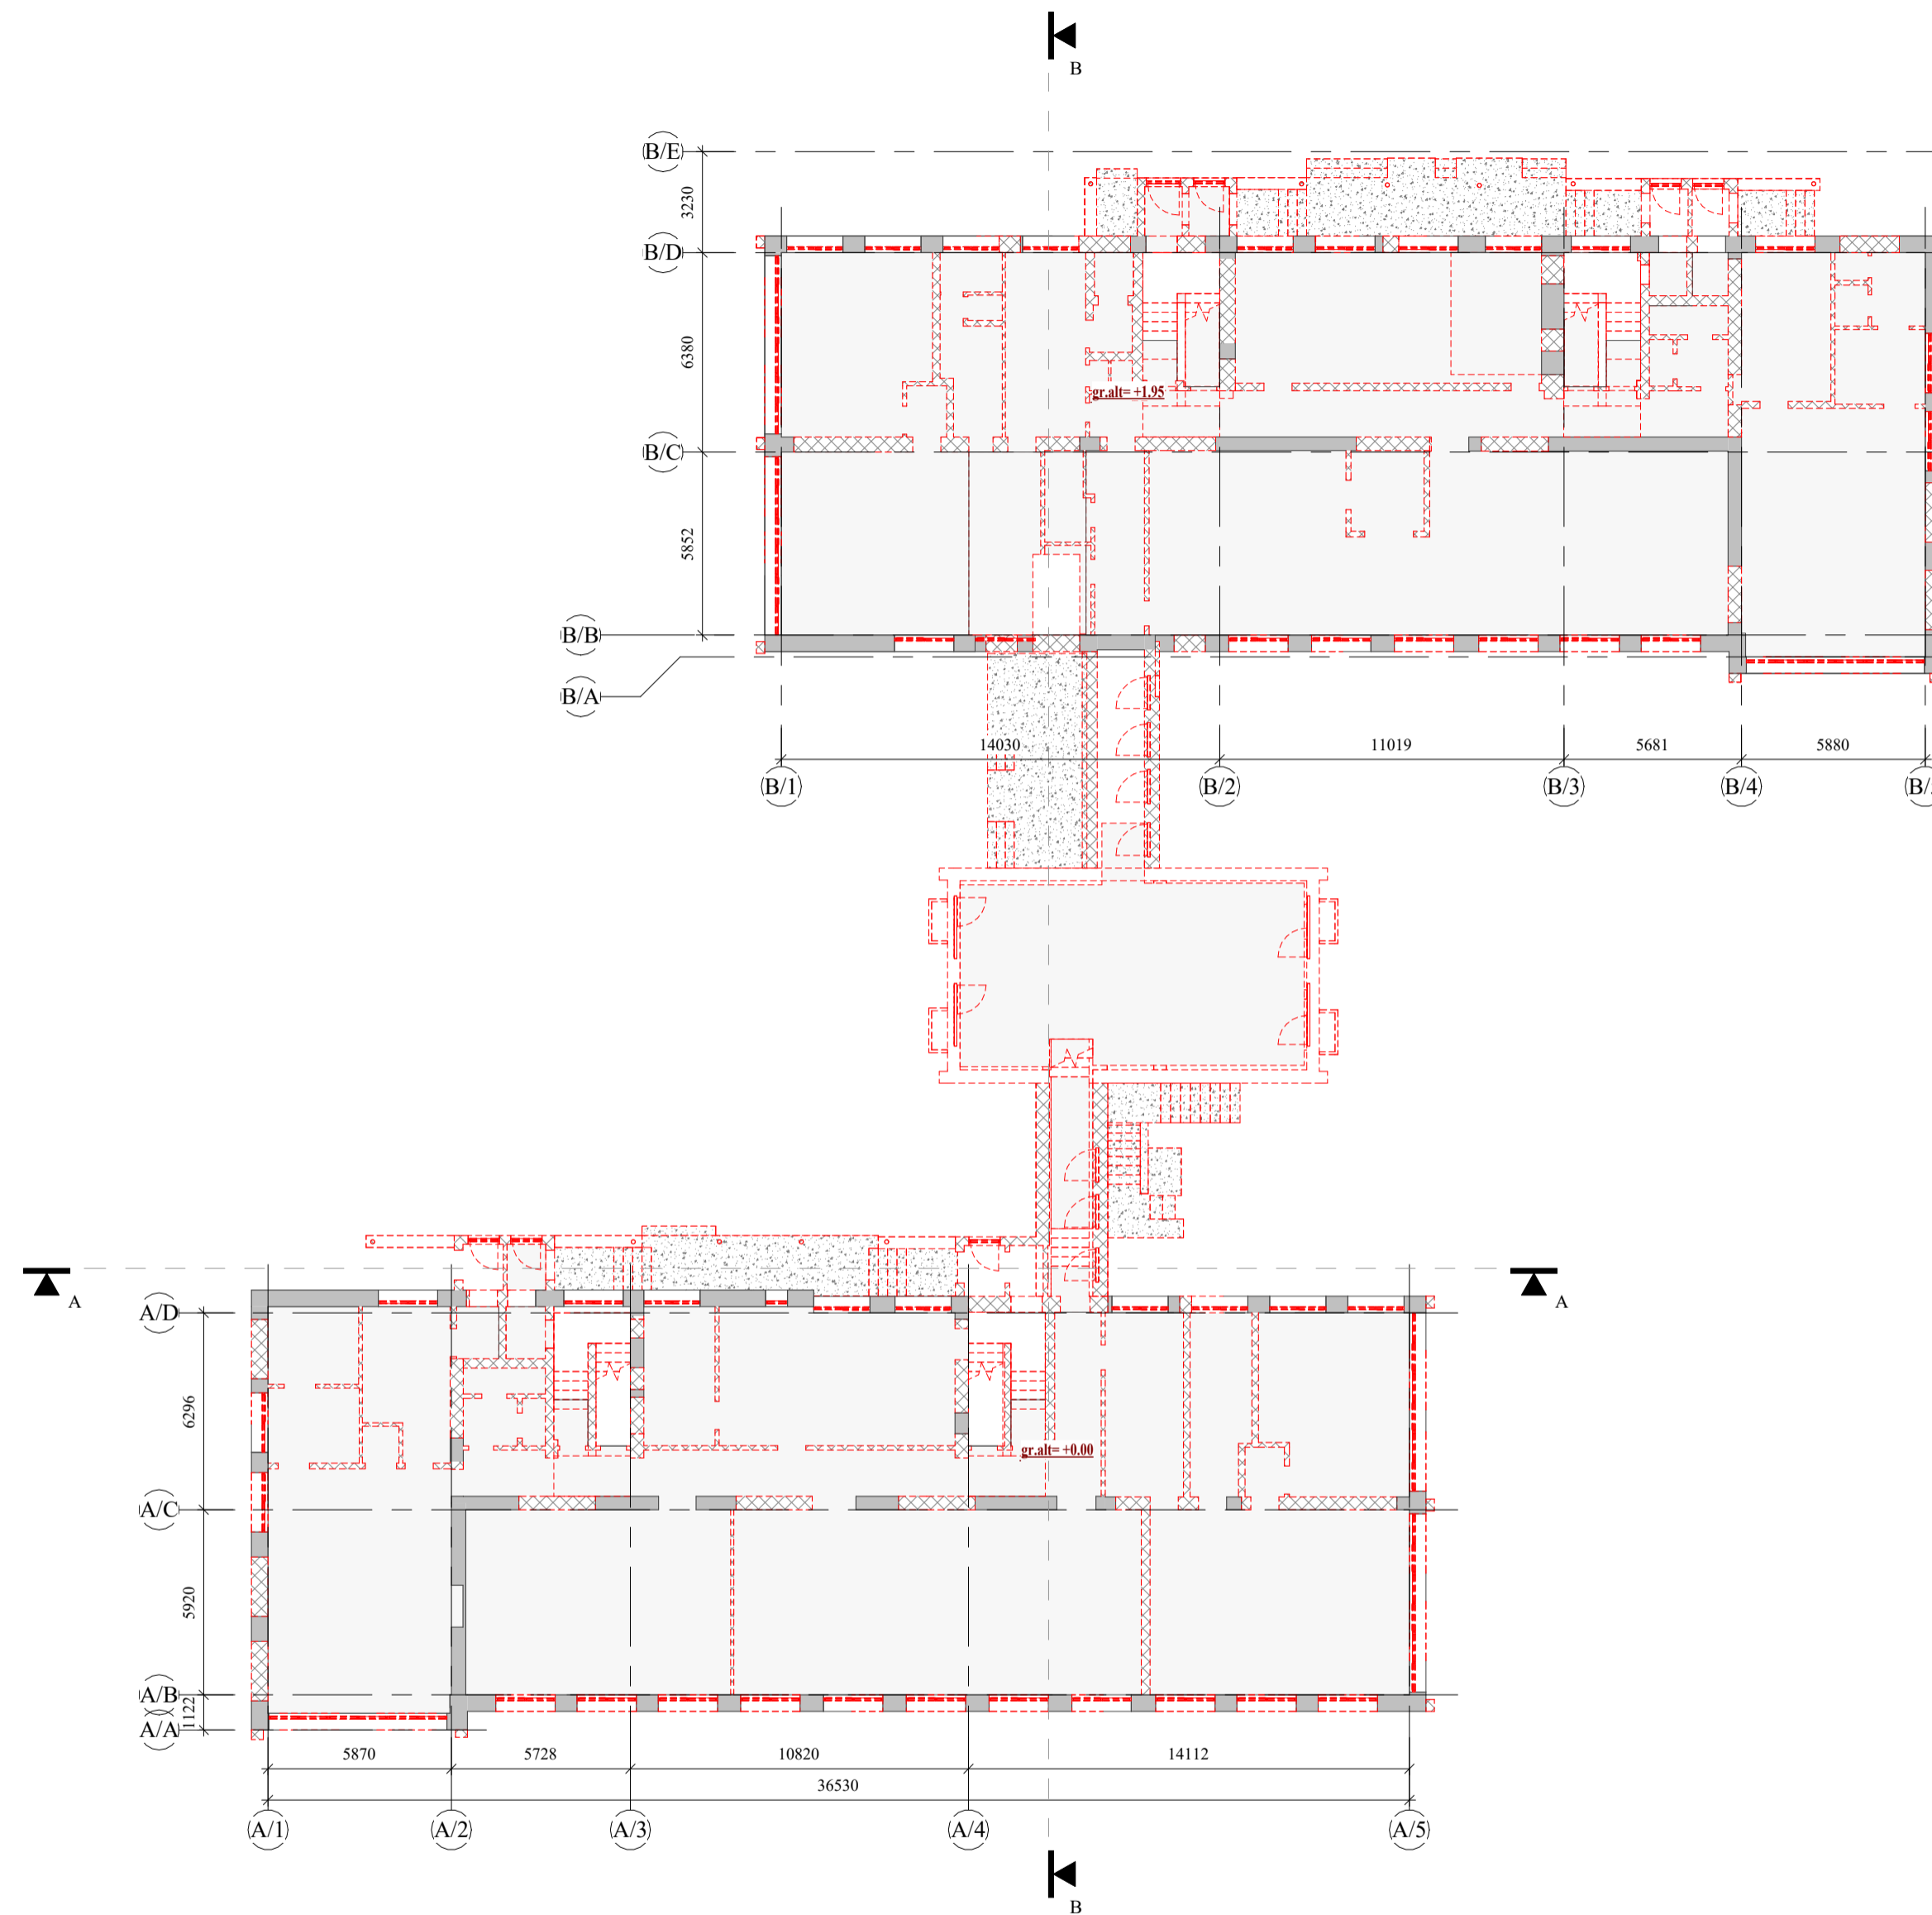 B
B/E
3230
B/D
6380
gr.alt= +1.95
B/C
5852
B/B
B/A
14030
11019
5681
5880
B/1
B/2
B/3
B/4
A
A
A/D
6296
gr.alt= +0.00
A/C
5920
A/B
1122
A/A
5870
5728
10820
14112
36530
A/1
A/2
A/3
A/4
A/5
B